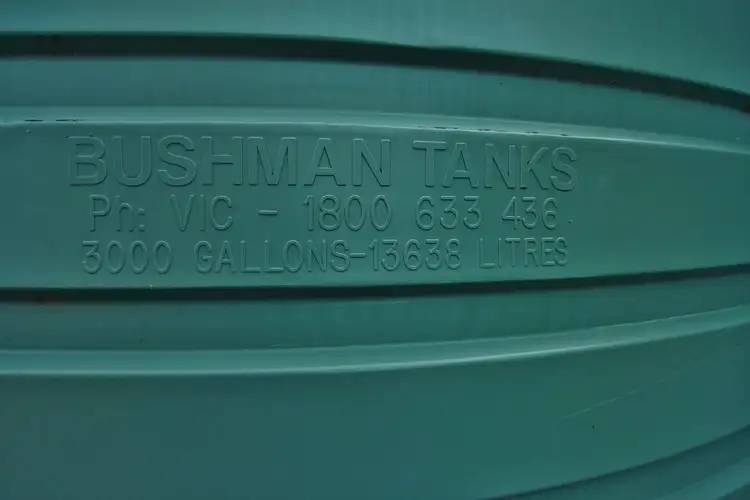 BUSHMAN TANKS
Ph: VIC - 1800 633 436
3000 GALLONS-13638 LITRES